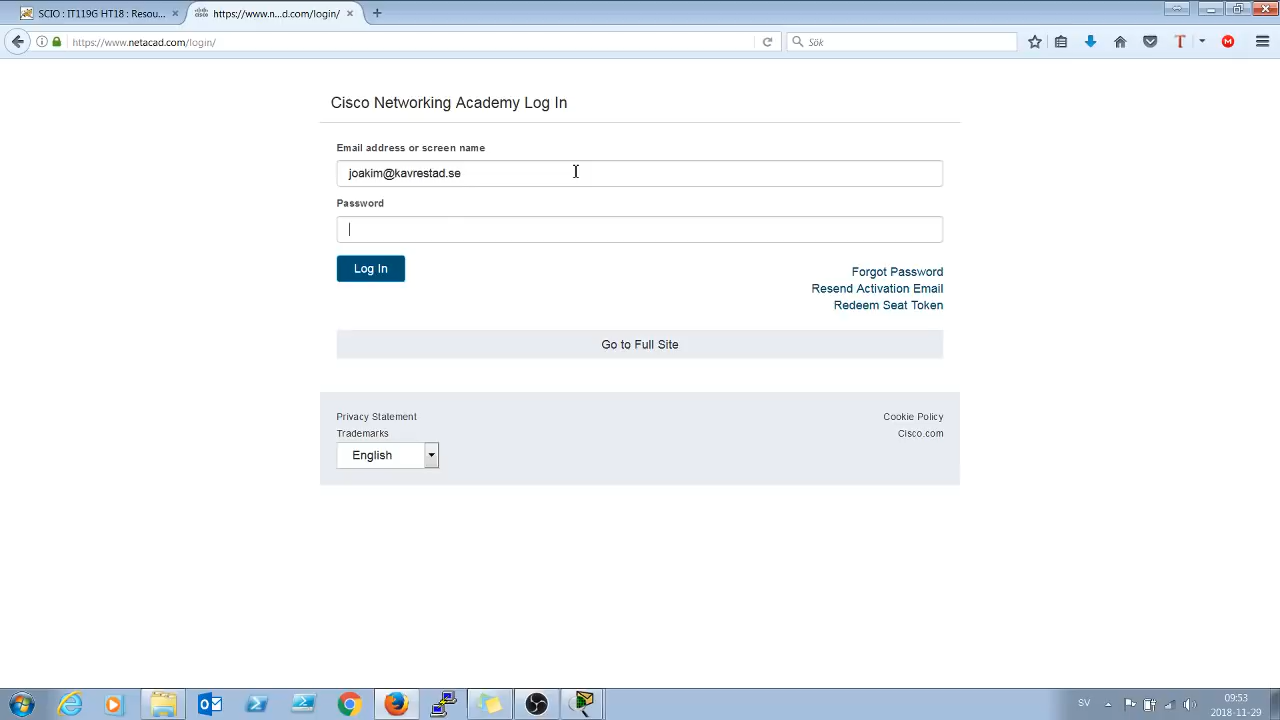 SCIO : IT119G HT18 : Resou...
https://www.n...d.com/login/
https://www.netacad.com/login/
Sök
Cisco Networking Academy Log In
Email address or screen name
joakim@kavrestad.se
Password
Log In
Forgot Password
Resend Activation Email
Redeem Seat Token
Go to Full Site
Privacy Statement
Cookie Policy
Trademarks
Cisco.com
English
SV
09:53
2018-11-29